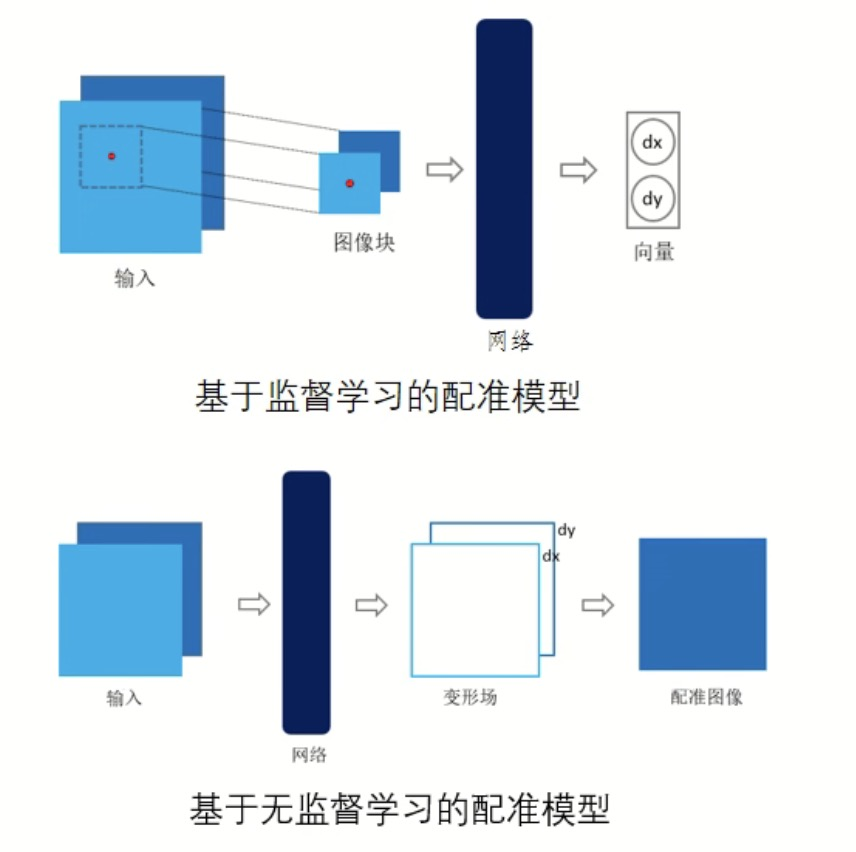 dx
dy
图像块
向量
输入
网络
基于监督学习的配准模型
dy
dx
输入
变形场
配准图像
网络
基于无监督学习的配准模型